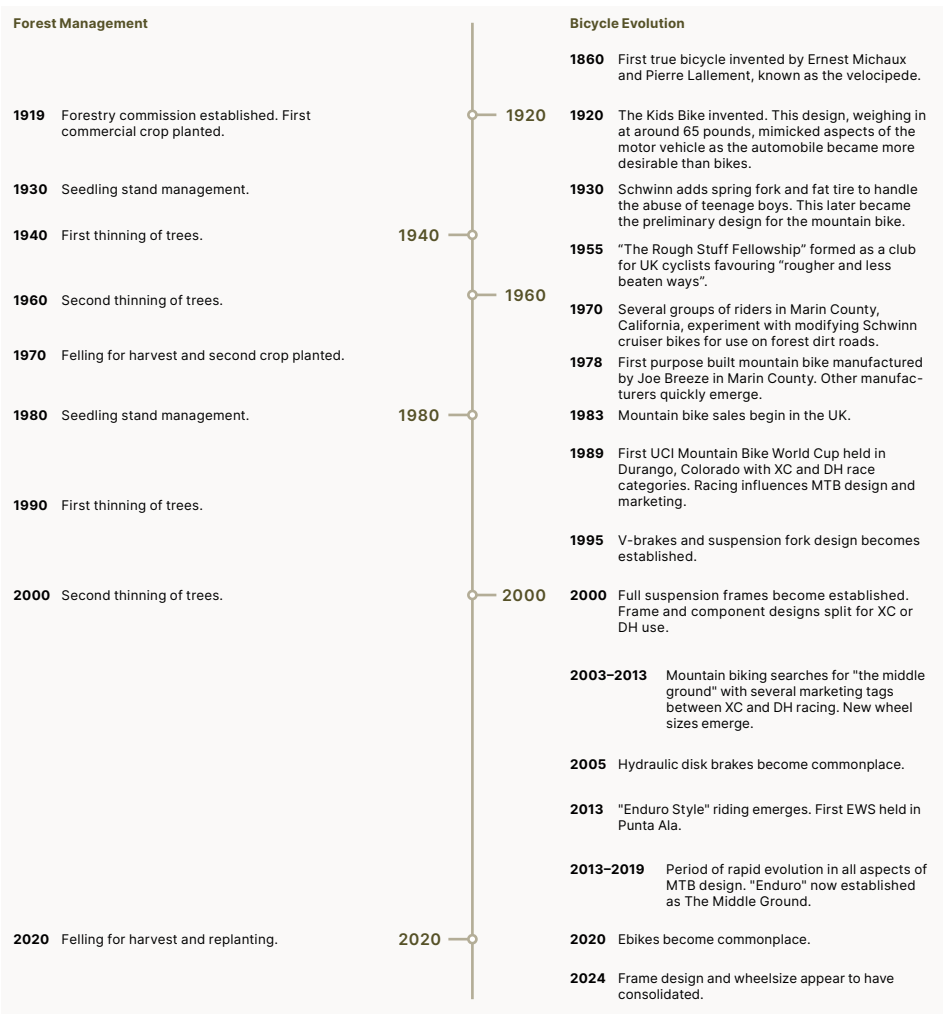 Forest Management
1919 Forestry commission established. First
commercial crop planted.
1930 Seedling stand management.
1940 First thinning of trees.
1960 Second thinning of trees.
1970 Felling for harvest and second crop planted.
1980 Seedling stand management.
1990 First thinning of trees.
2000 Second thinning of trees.
2020 Felling for harvest and replanting.
1920
1940
1960
1980
2000
2020
Bicycle Evolution
1860 First true bicycle invented by Ernest Michaux
and Pierre Lallement, known as the velocipede.
1920 The Kids Bike invented. This design, weighing in
at around 65 pounds, mimicked aspects of the
motor vehicle as the automobile became more
desirable than bikes.
1930 Schwinn adds spring fork and fat tire to handle
the abuse of teenage boys. This later became
the preliminary design for the mountain bike.
1955 “The Rough Stuff Fellowship” formed as a club
for UK cyclists favouring “rougher and less
beaten ways”.
1970 Several groups of riders in Marin County,
California, experiment with modifying Schwinn
cruiser bikes for use on forest dirt roads.
1978 First purpose built mountain bike manufactured
by Joe Breeze in Marin County. Other manufac-
turers quickly emerge.
1983 Mountain bike sales begin in the UK.
1989 First UCI Mountain Bike World Cup held in
Durango, Colorado with XC and DH race
categories. Racing influences MTB design and
marketing.
1995 V-brakes and suspension fork design becomes
established.
2000 Full suspension frames become established.
Frame and component designs split for XC or
DH use.
2003–2013 Mountain biking searches for "the middle
ground" with several marketing tags
between XC and DH racing. New wheel
sizes emerge.
2005 Hydraulic disk brakes become commonplace.
2013 "Enduro Style" riding emerges. First EWS held in
Punta Ala.
2013–2019 Period of rapid evolution in all aspects of
MTB design. "Enduro" now established
as The Middle Ground.
2020 Ebikes become commonplace.
2024 Frame design and wheelsize appear to have
consolidated.